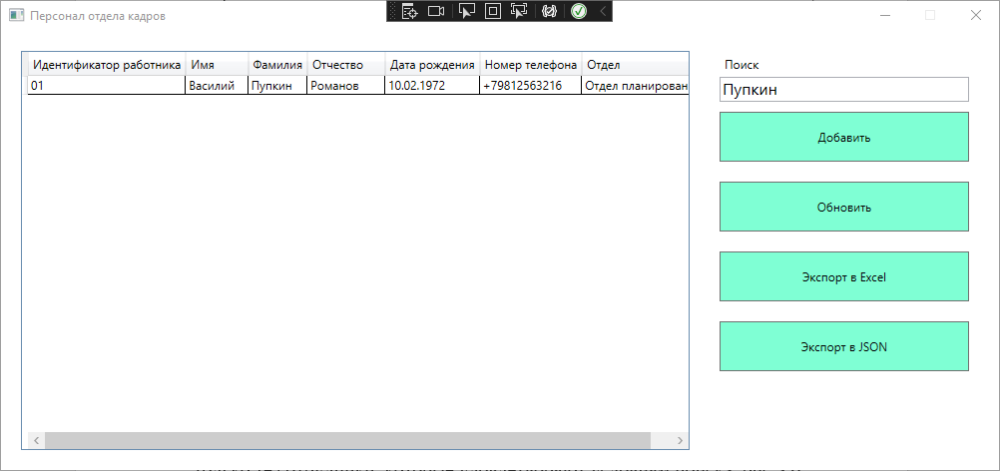 Персонал отдела кадров
Идентификатор работника Имя Фамилия Отчество Дата рождения Номер телефона Отдел
01 Василий Пупкин Романов 10.02.1972 +79812563216 Отдел планирован
Поиск
Пупкин
Добавить
Обновить
Экспорт в Excel
Экспорт в JSON